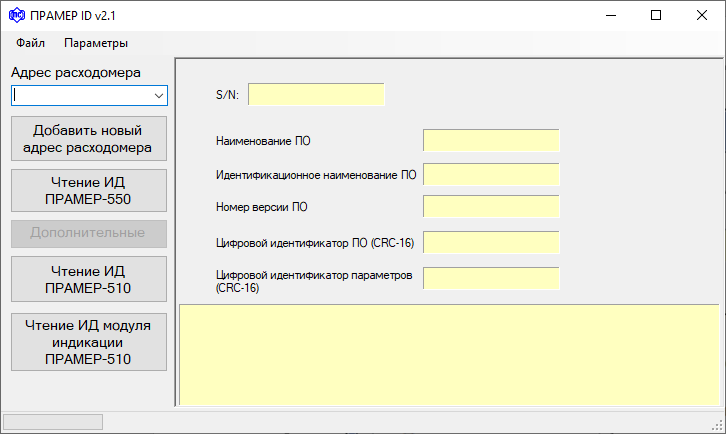 ПРАМЕР ID v2.1
Файл Параметры
Адрес расходомера
Добавить новый
адрес расходомера
Чтение ИД
ПРАМЕР-550
Дополнительные
Чтение ИД
ПРАМЕР-510
Чтение ИД модуля
индикации
ПРАМЕР-510
S/N:
Наименование ПО
Идентификационное наименование ПО
Номер версии ПО
Цифровой идентификатор ПО (CRC-16)
Цифровой идентификатор параметров
(CRC-16)